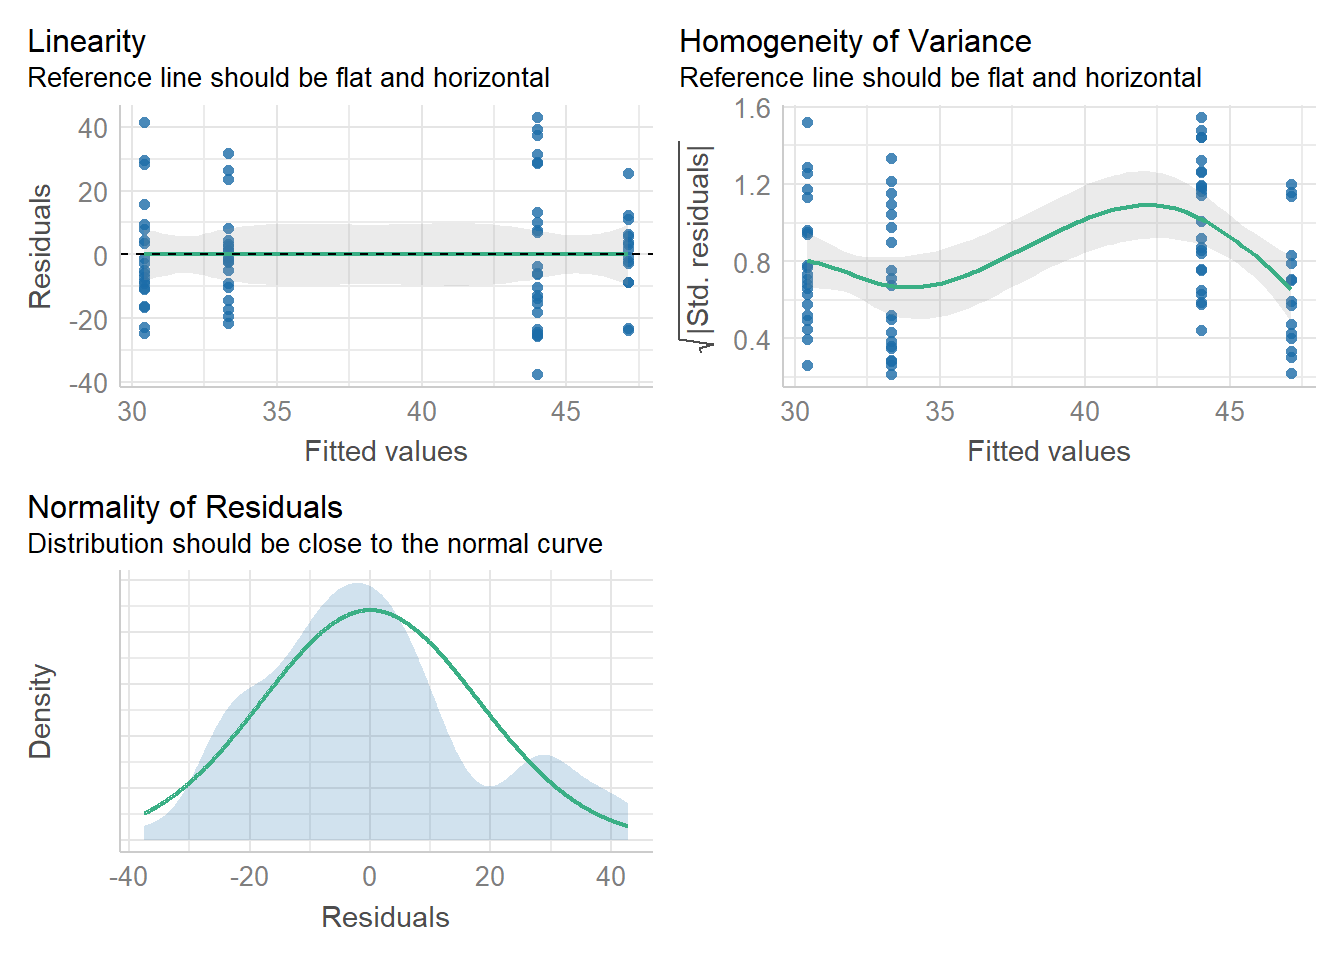 Linearity
Reference line should be flat and horizontal
40
20
0
-20
-40
Residuals
30
35
40
45
Fitted values
Homogeneity of Variance
Reference line should be flat and horizontal
1.6
1.2
0.8
0.4
√|Std. residuals|
30
35
40
45
Fitted values
Normality of Residuals
Distribution should be close to the normal curve
Density
-40
-20
0
20
40
Residuals